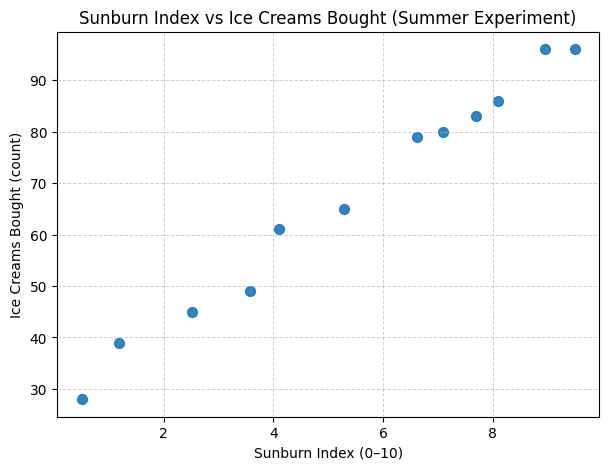 Sunburn Index vs Ice Creams Bought (Summer Experiment)
Ice Creams Bought (count)
90
80
70
60
50
40
30
2 4 6 8
Sunburn Index (0–10)